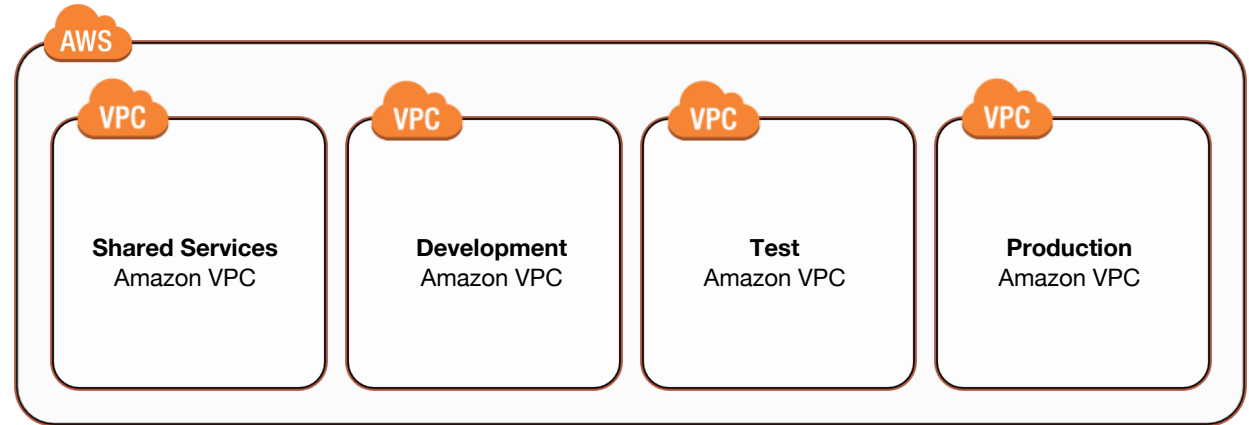 AWS
VPC
VPC
VPC
VPC
Shared Services
Amazon VPC
Development
Amazon VPC
Test
Amazon VPC
Production
Amazon VPC